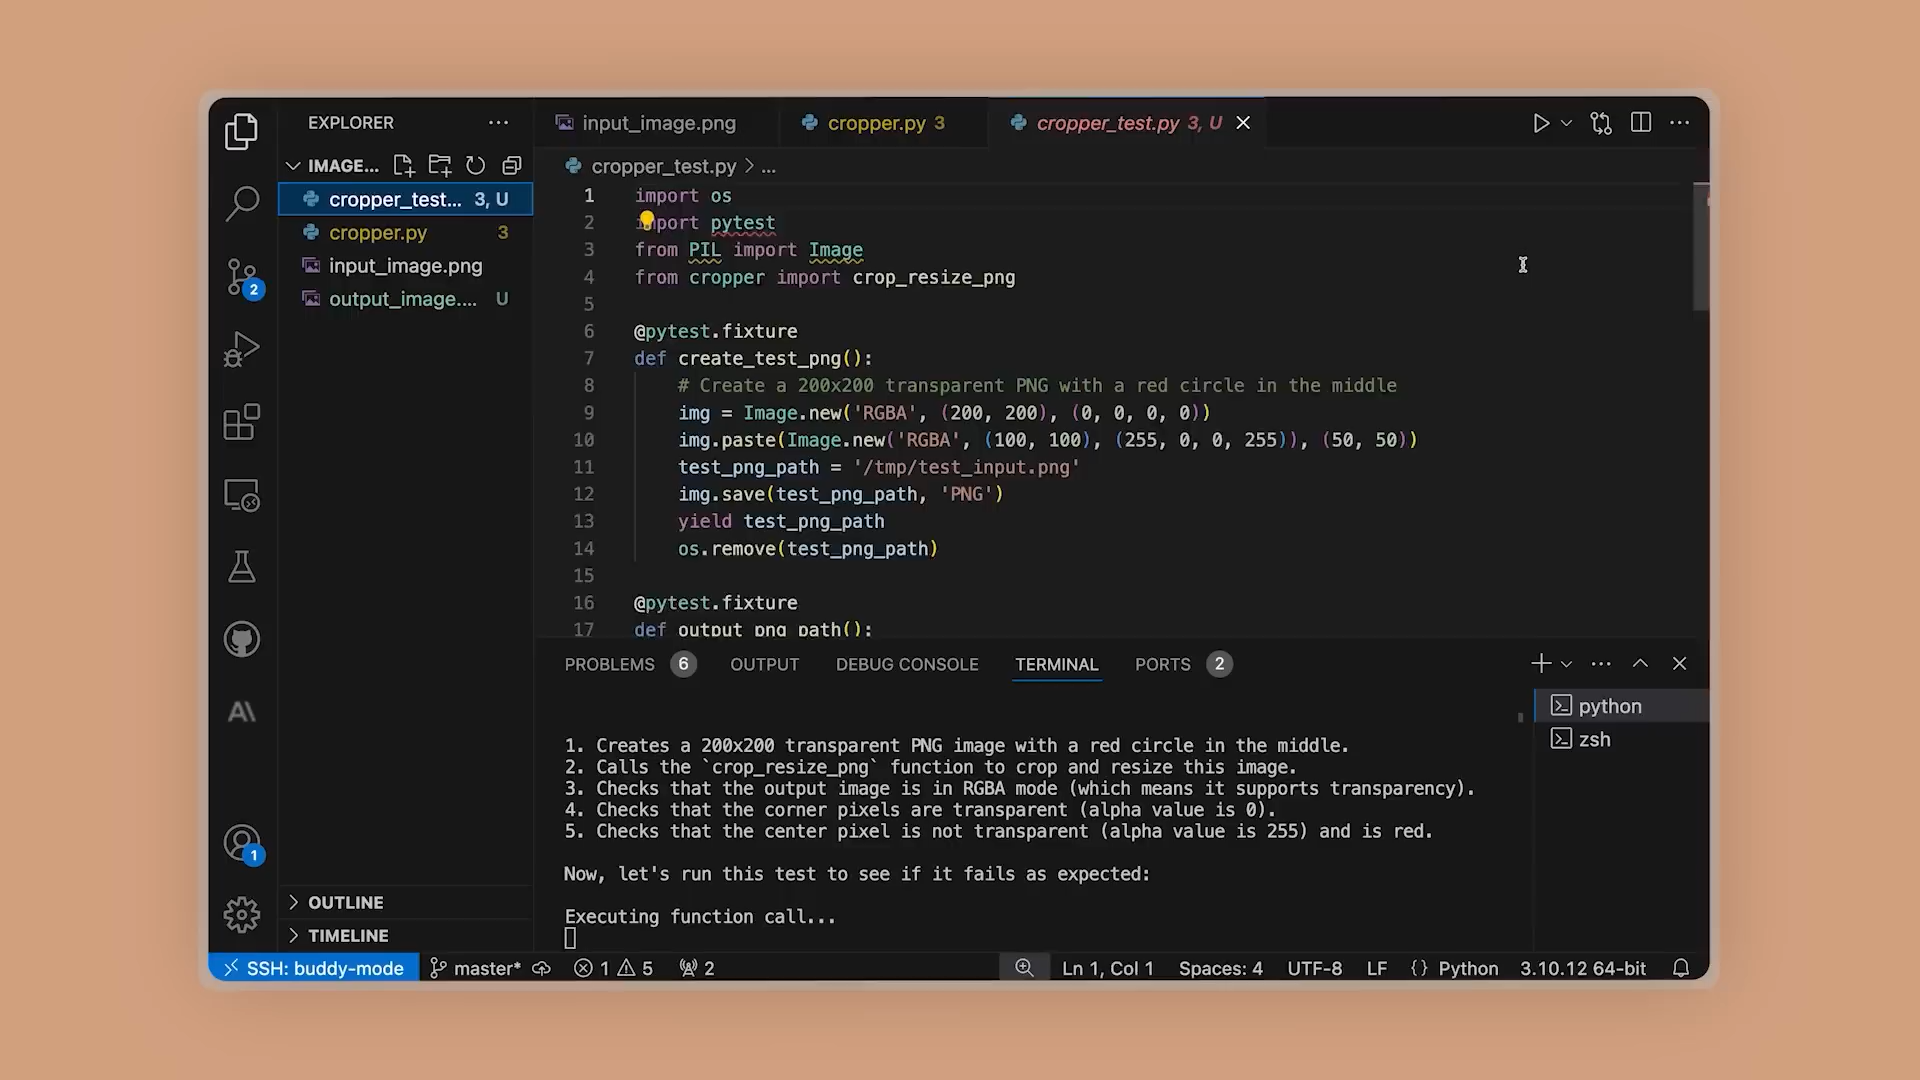 EXPLORER
IMAGE...
cropper_test... 3, U
cropper.py 3
input_image.png
output_image.... U
OUTLINE
TIMELINE
2
1
input_image.png
cropper.py 3
cropper_test.py 3, U
cropper_test.py > ...
1 import os
2 import pytest
3 from PIL import Image
4 from cropper import crop_resize_png
5
6 @pytest.fixture
7 def create_test_png():
8 # Create a 200x200 transparent PNG with a red circle in the middle
9 img = Image.new('RGBA', (200, 200), (0, 0, 0, 0))
10 img.paste(Image.new('RGBA', (100, 100), (255, 0, 0, 255)), (50, 50))
11 test_png_path = '/tmp/test_input.png'
12 img.save(test_png_path, 'PNG')
13 yield test_png_path
14 os.remove(test_png_path)
15
16 @pytest.fixture
17 def output_png_path():
PROBLEMS 6 OUTPUT DEBUG CONSOLE TERMINAL PORTS 2
1. Creates a 200x200 transparent PNG image with a red circle in the middle.
2. Calls the `crop_resize_png` function to crop and resize this image.
3. Checks that the output image is in RGBA mode (which means it supports transparency).
4. Checks that the corner pixels are transparent (alpha value is 0).
5. Checks that the center pixel is not transparent (alpha value is 255) and is red.
Now, let's run this test to see if it fails as expected:
Executing function call...
python
zsh
SSH: buddy-mode master* 1 5 2 Ln 1, Col 1 Spaces: 4 UTF-8 LF {} Python 3.10.12 64-bit